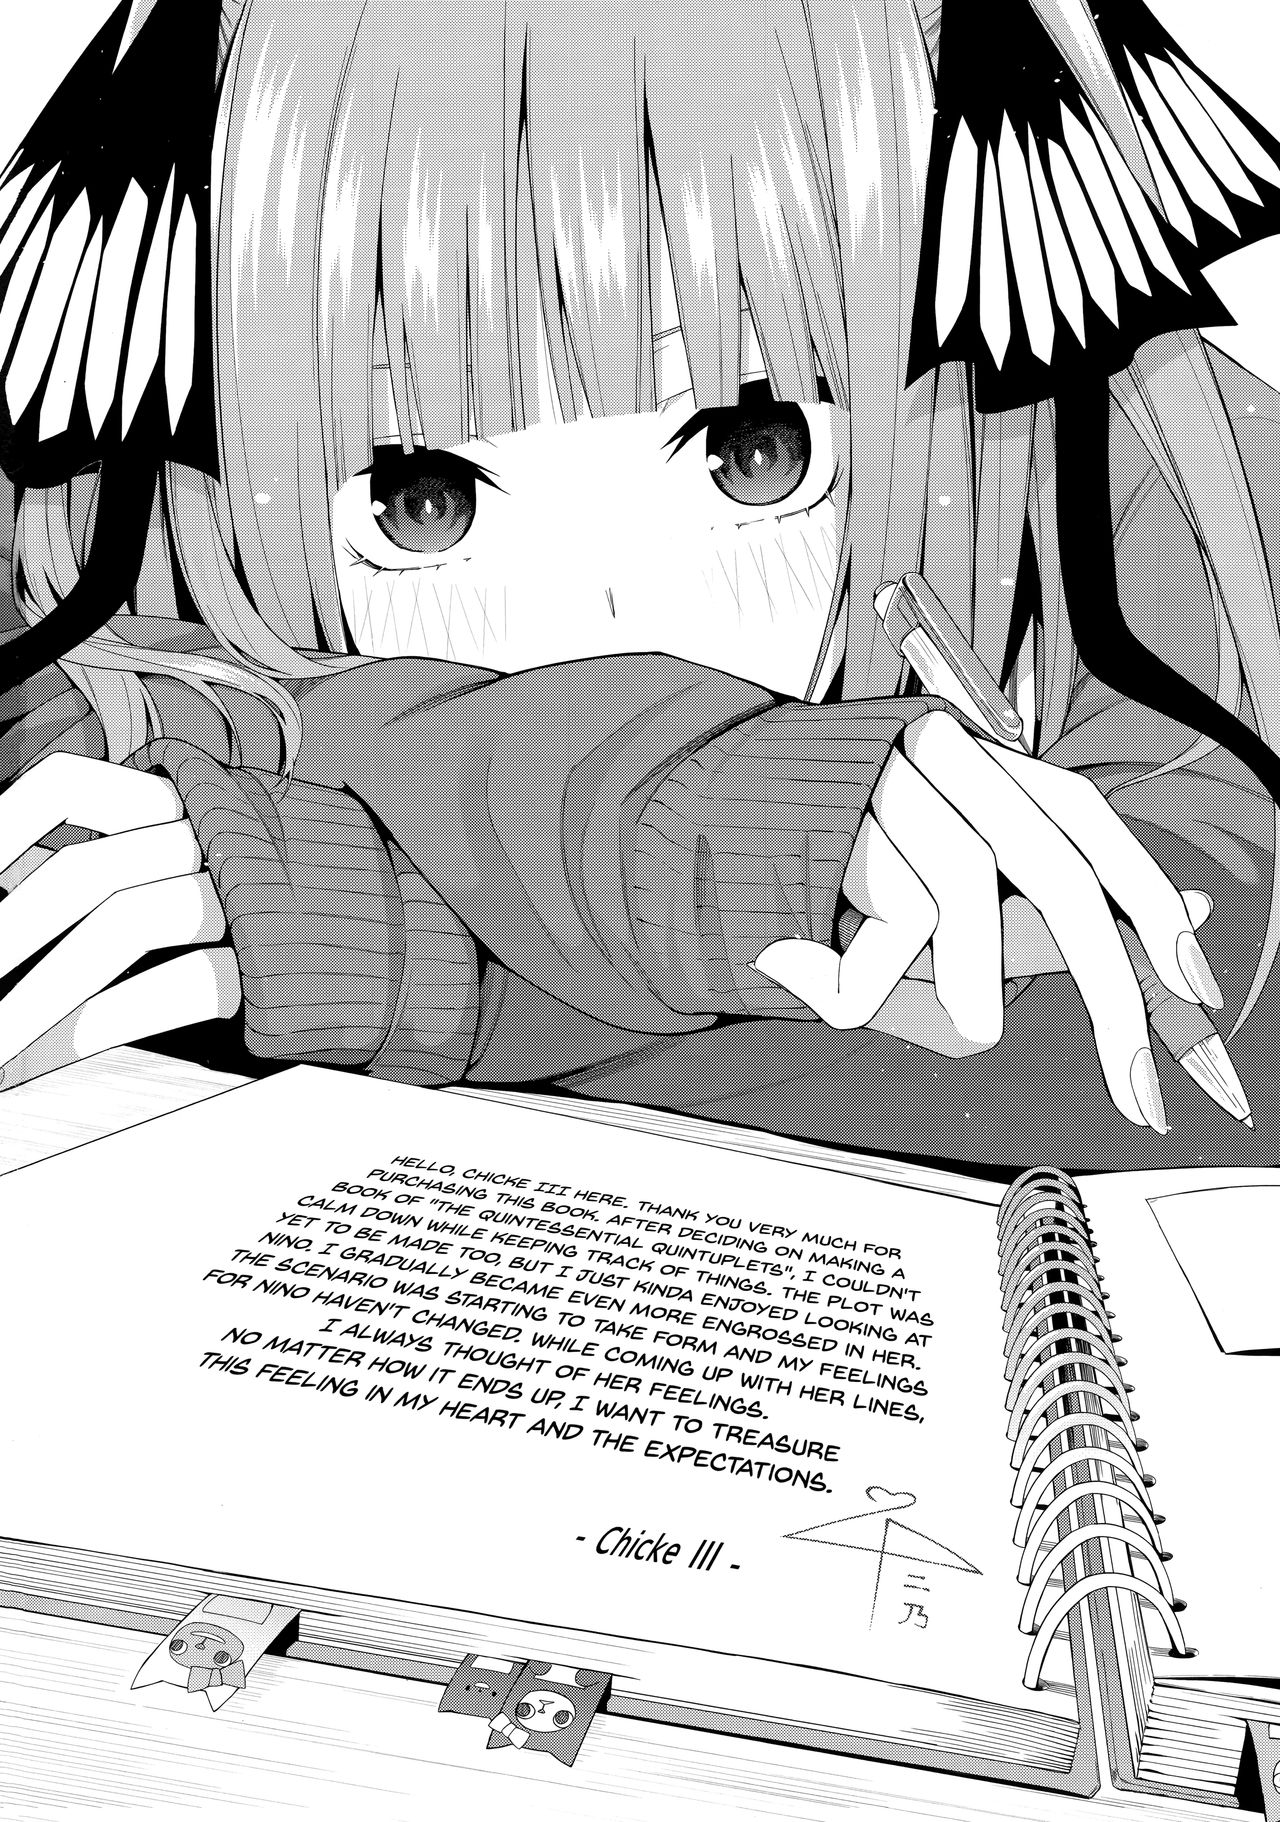 HELLO, CHICKE III HERE. THANK YOU VERY MUCH FOR
PURCHASING THIS BOOK. AFTER DECIDING ON MAKING A
BOOK OF "THE QUINTESSENTIAL QUINTUPLETS", I COULDN'T
CALM DOWN WHILE KEEPING TRACK OF THINGS. THE PLOT WAS
YET TO BE MADE TOO, BUT I JUST KINDA ENJOYED LOOKING AT
NINO. I GRADUALLY BECAME EVEN MORE ENGROSSED IN HER.
THE SCENARIO WAS STARTING TO TAKE FORM AND MY FEELINGS
FOR NINO HAVEN'T CHANGED. WHILE COMING UP WITH HER LINES,
I ALWAYS THOUGHT OF HER FEELINGS.
NO MATTER HOW IT ENDS UP, I WANT TO TREASURE
THIS FEELING IN MY HEART AND THE EXPECTATIONS.
- Chicke III -
二乃